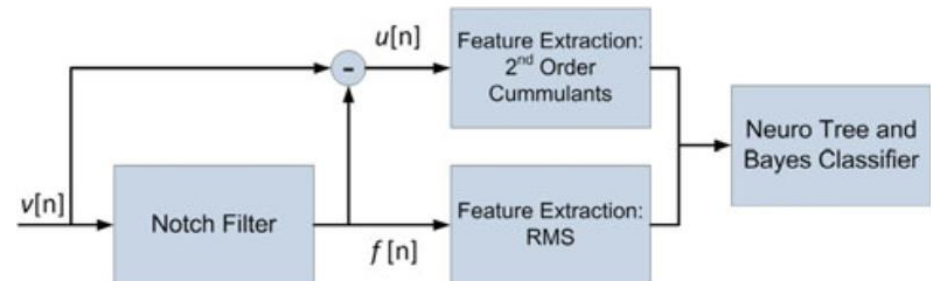 u[n]
Feature Extraction:
2nd Order
Cummulants
-
Neuro Tree and
Bayes Classifier
v[n]
Notch Filter
Feature Extraction:
RMS
f[n]